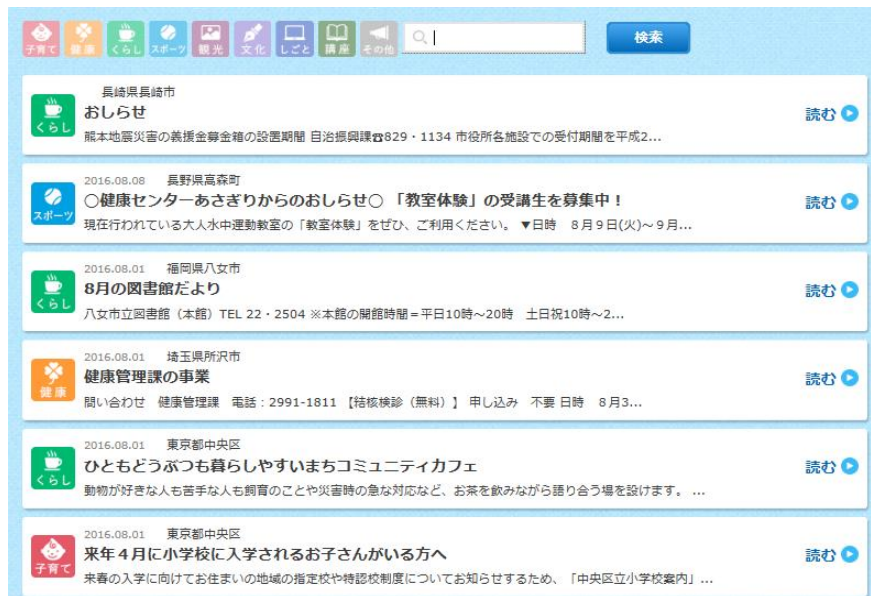 子育て 健康 くらし スポーツ 観光 文化 しごと 講座 その他 検索
長崎県長崎市
くらし
おしらせ
読む
熊本地震災害の義援金募金箱の設置期間 自治振興課☎829・1134 市役所各施設での受付期間を平成2...
2016.08.08 長野県高森町
スポーツ
○健康センターあさぎりからのおしらせ○ 「教室体験」の受講生を募集中!
読む
現在行われている大人水中運動教室の「教室体験」をぜひ、ご利用ください。 ▼日時 8月9日(火)~9月...
2016.08.01 福岡県八女市
くらし
8月の図書館だより
読む
八女市立図書館(本館)TEL 22・2504 ※本館の開館時間=平日10時~20時 土日祝10時~2...
2016.08.01 埼玉県所沢市
健康
健康管理課の事業
読む
問い合わせ 健康管理課 電話:2991-1811 【結核検診(無料)】 申し込み 不要 日時 8月3...
2016.08.01 東京都中央区
くらし
ひともどうぶつも暮らしやすいまちコミュニティカフェ
読む
動物が好きな人も苦手な人も飼育のことや災害時の急な対応など、お茶を飲みながら語り合う場を設けます。 ...
2016.08.01 東京都中央区
子育て
来年4月に小学校に入学されるお子さんがいる方へ
読む
来春の入学に向けてお住まいの地域の指定校や特認校制度についてお知らせするため、「中央区立小学校案内」...